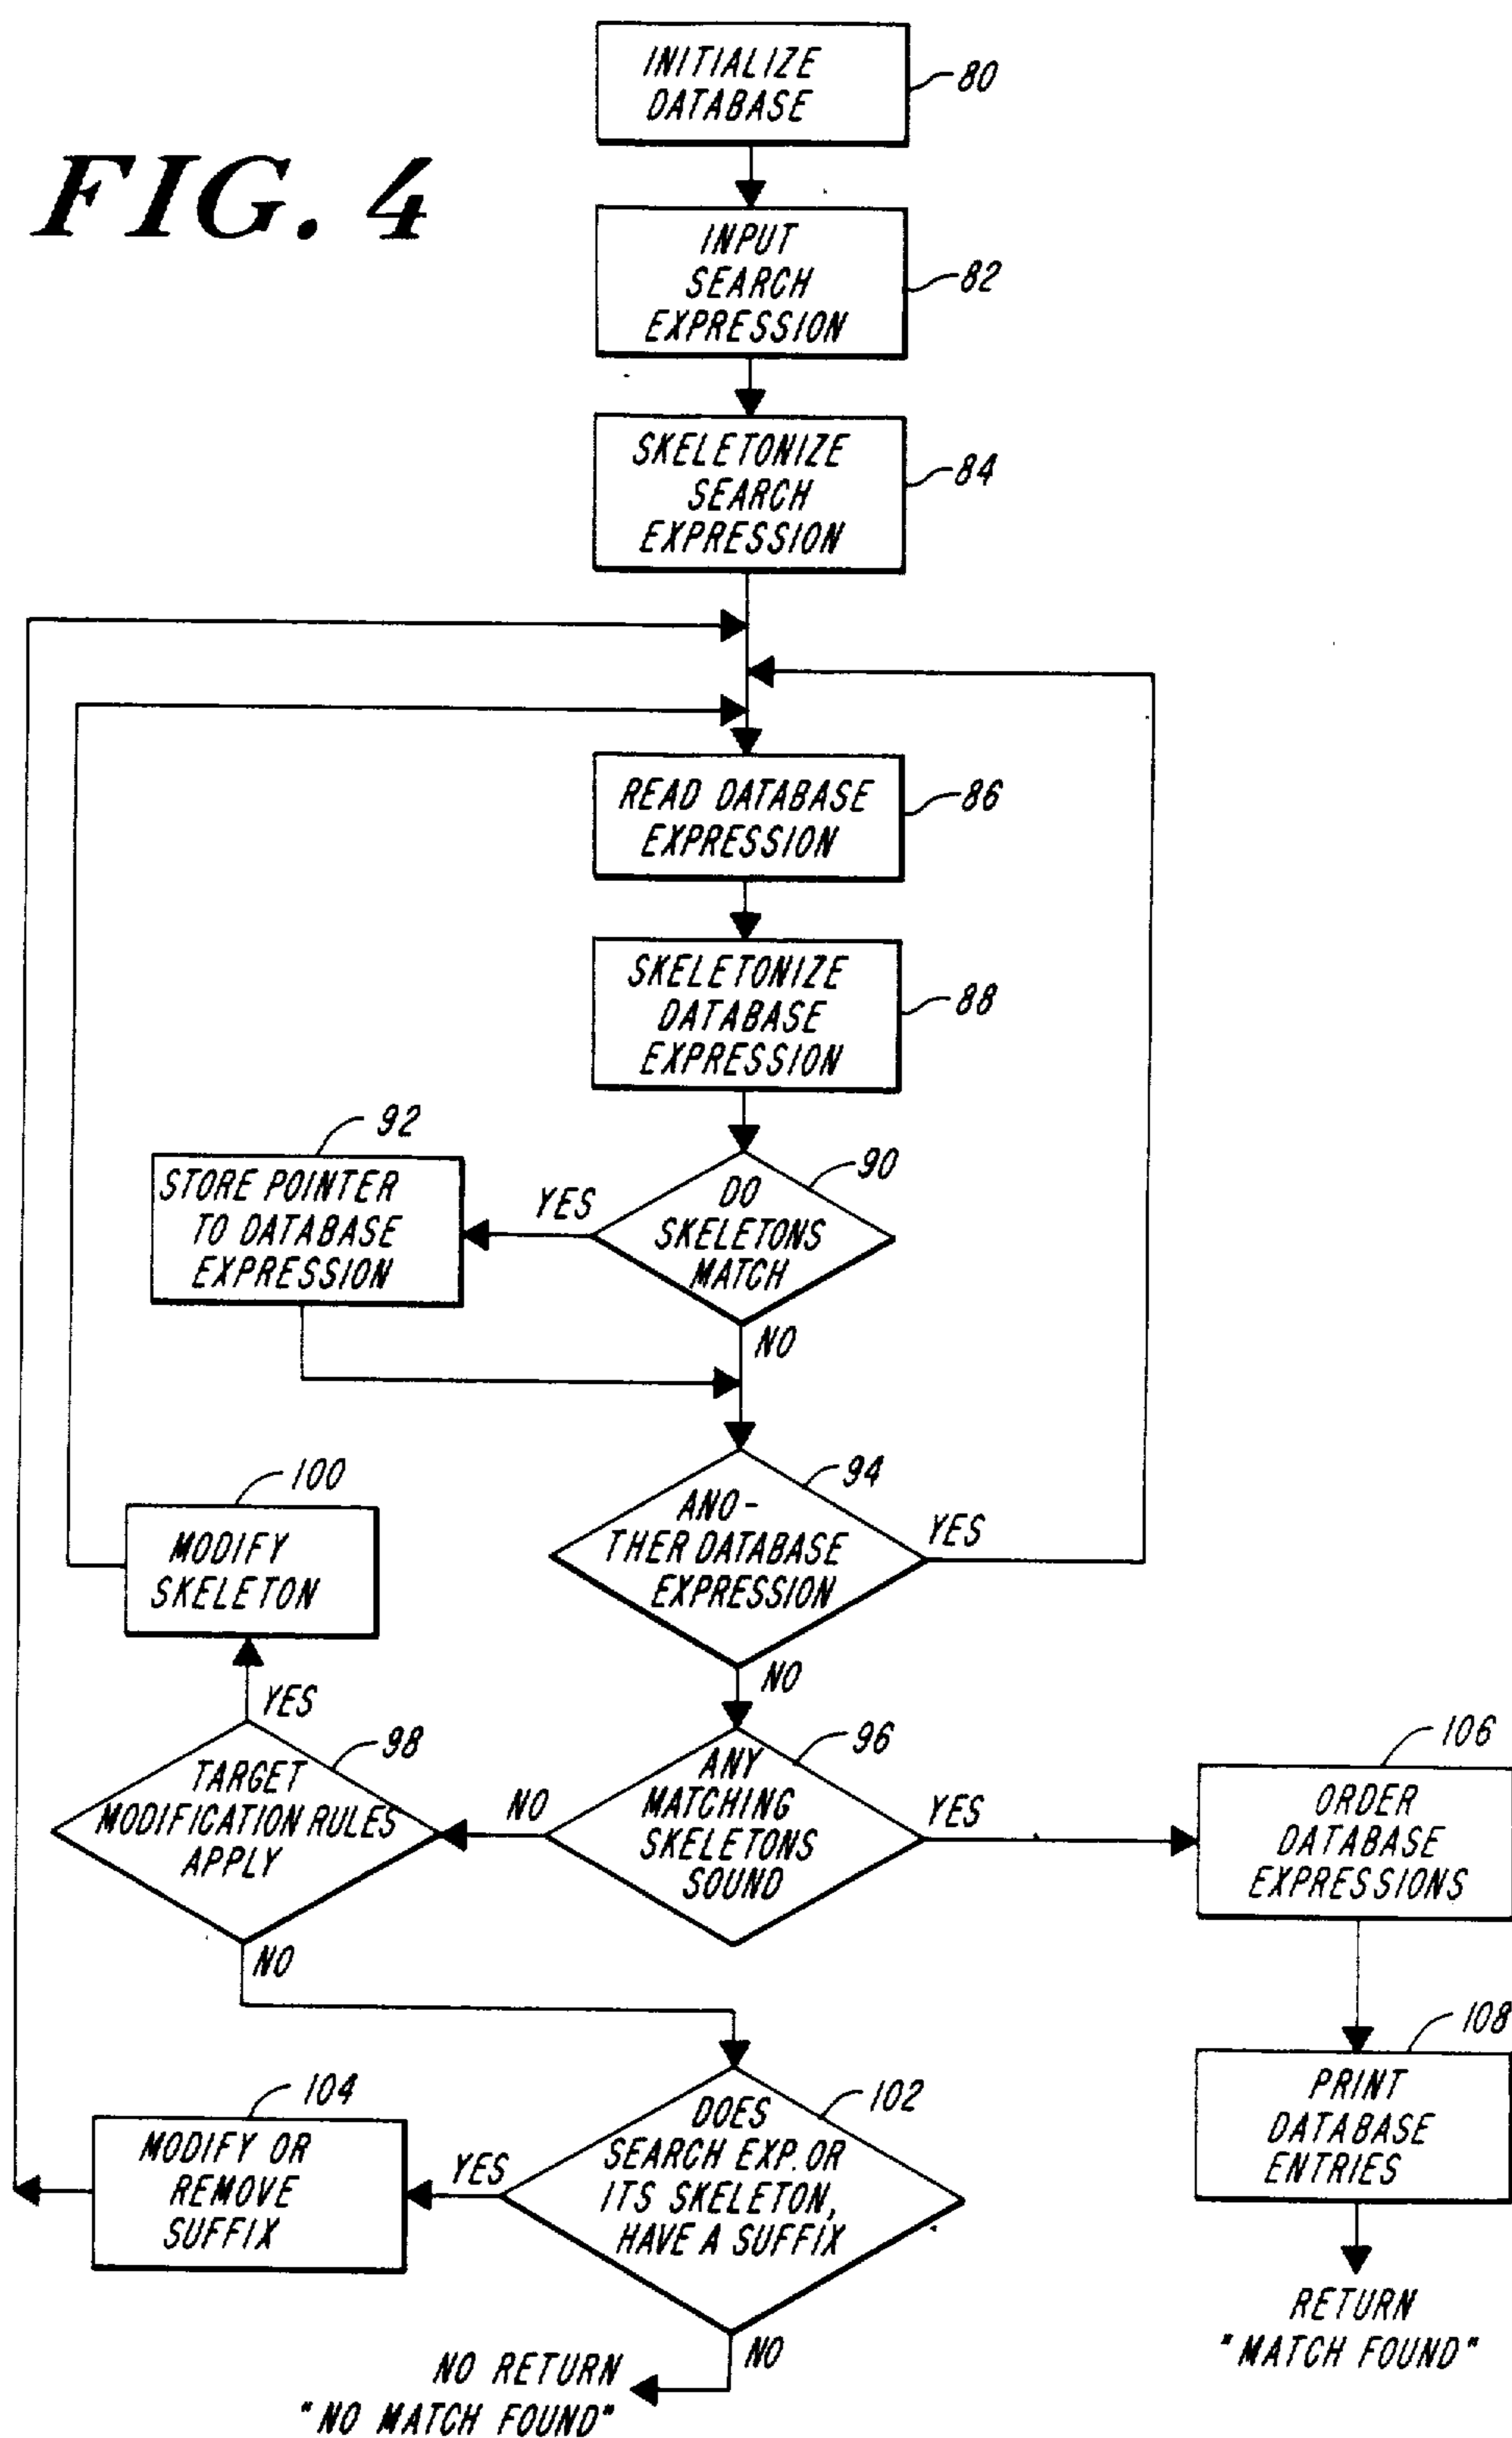 FIG. 4
INITIALIZE
DATABASE
80
INPUT
SEARCH
EXPRESSION
82
SKELETONIZE
SEARCH
EXPRESSION
84
READ DATABASE
EXPRESSION
86
SKELETONIZE
DATABASE
EXPRESSION
88
92
STORE POINTER
TO DATABASE
EXPRESSION
YES
90
DO
SKELETONS
MATCH
NO
100
MODIFY
SKELETON
94
ANO-
THER DATABASE
EXPRESSION
YES
NO
YES
98
TARGET
MODIFICATION RULES
APPLY
NO
NO
96
ANY
MATCHING
SKELETONS
SOUND
YES
106
ORDER
DATABASE
EXPRESSIONS
108
PRINT
DATABASE
ENTRIES
RETURN
"MATCH FOUND"
104
MODIFY OR
REMOVE
SUFFIX
YES
102
DOES
SEARCH EXP. OR
ITS SKELETON,
HAVE A SUFFIX
NO
NO RETURN
"NO MATCH FOUND"